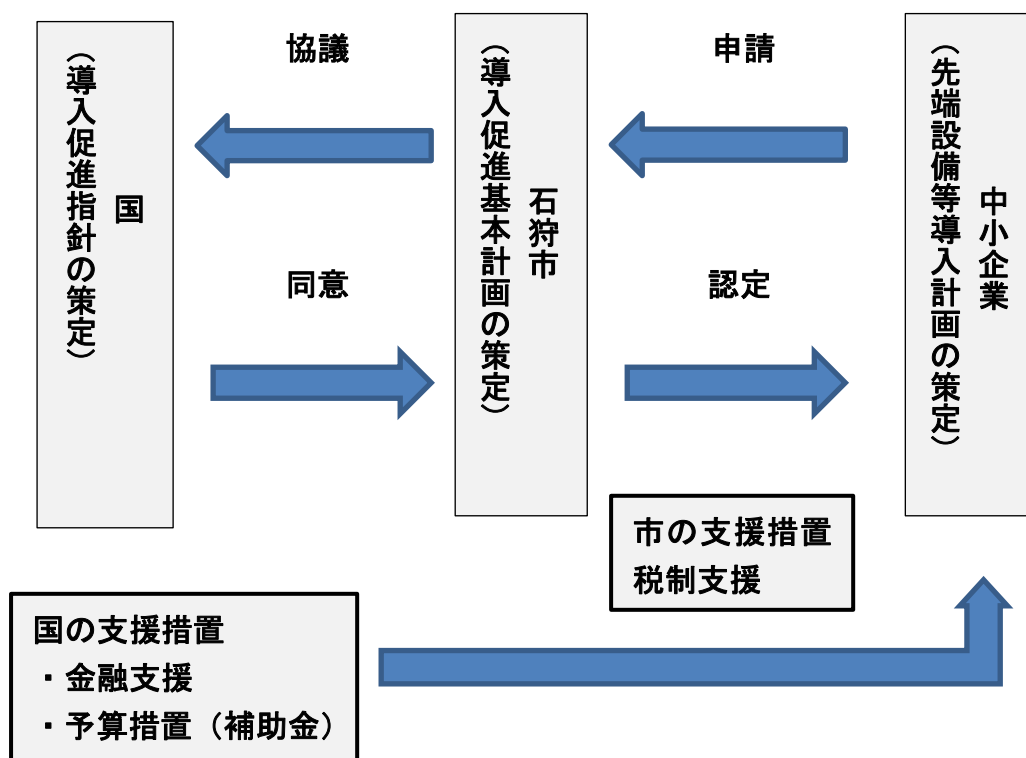 国
（導入促進指針の策定）
協議
同意
石狩市
（導入促進基本計画の策定）
申請
認定
中小企業
（先端設備等導入計画の策定）
市の支援措置
税制支援
国の支援措置
・金融支援
・予算措置（補助金）